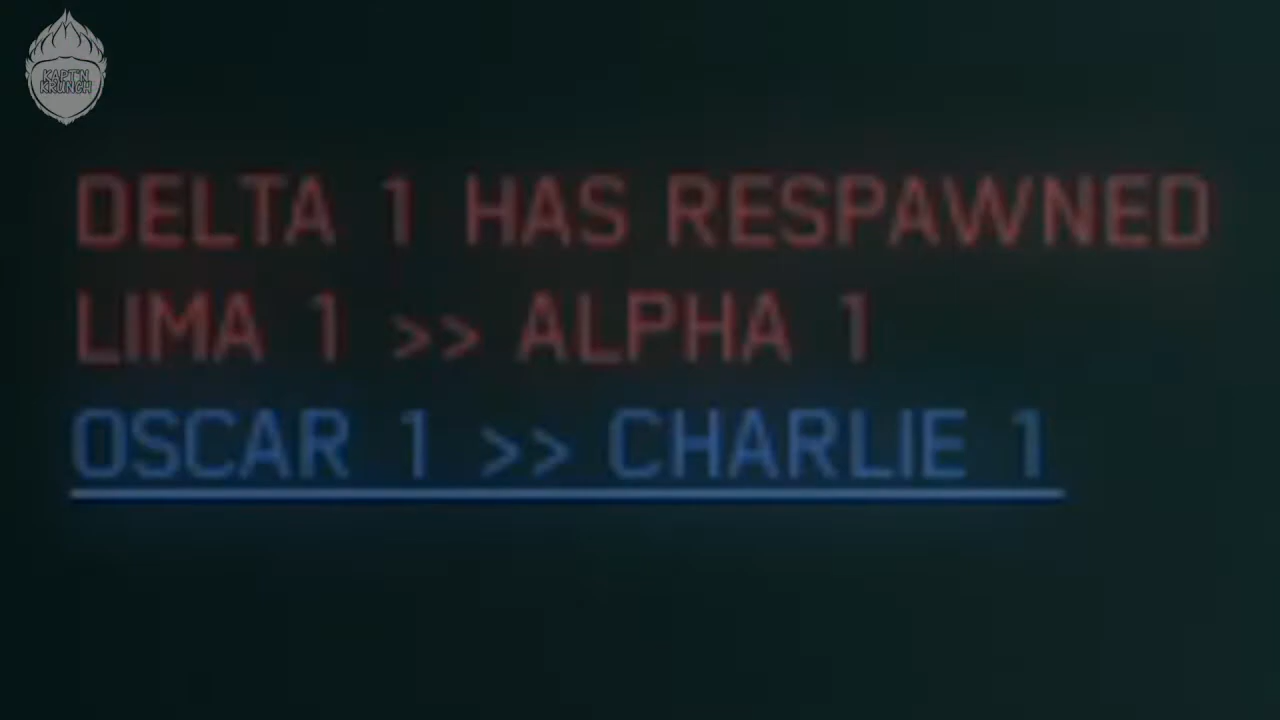 KAPT'N
KRUNCH
DELTA 1 HAS RESPAWNED
LIMA 1 >> ALPHA 1
OSCAR 1 >> CHARLIE 1